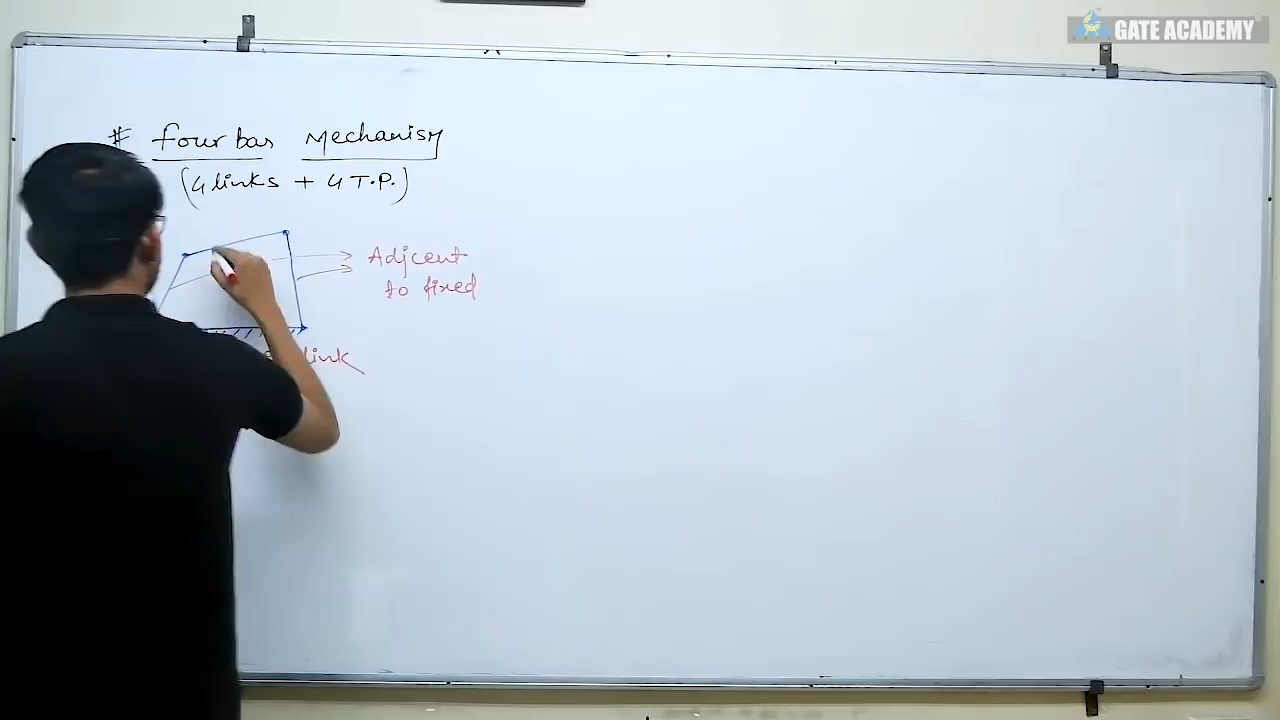 GATE ACADEMY
# four bar Mechanism
(4 links + 4 T.P.)
Adjcent
to fixed
link